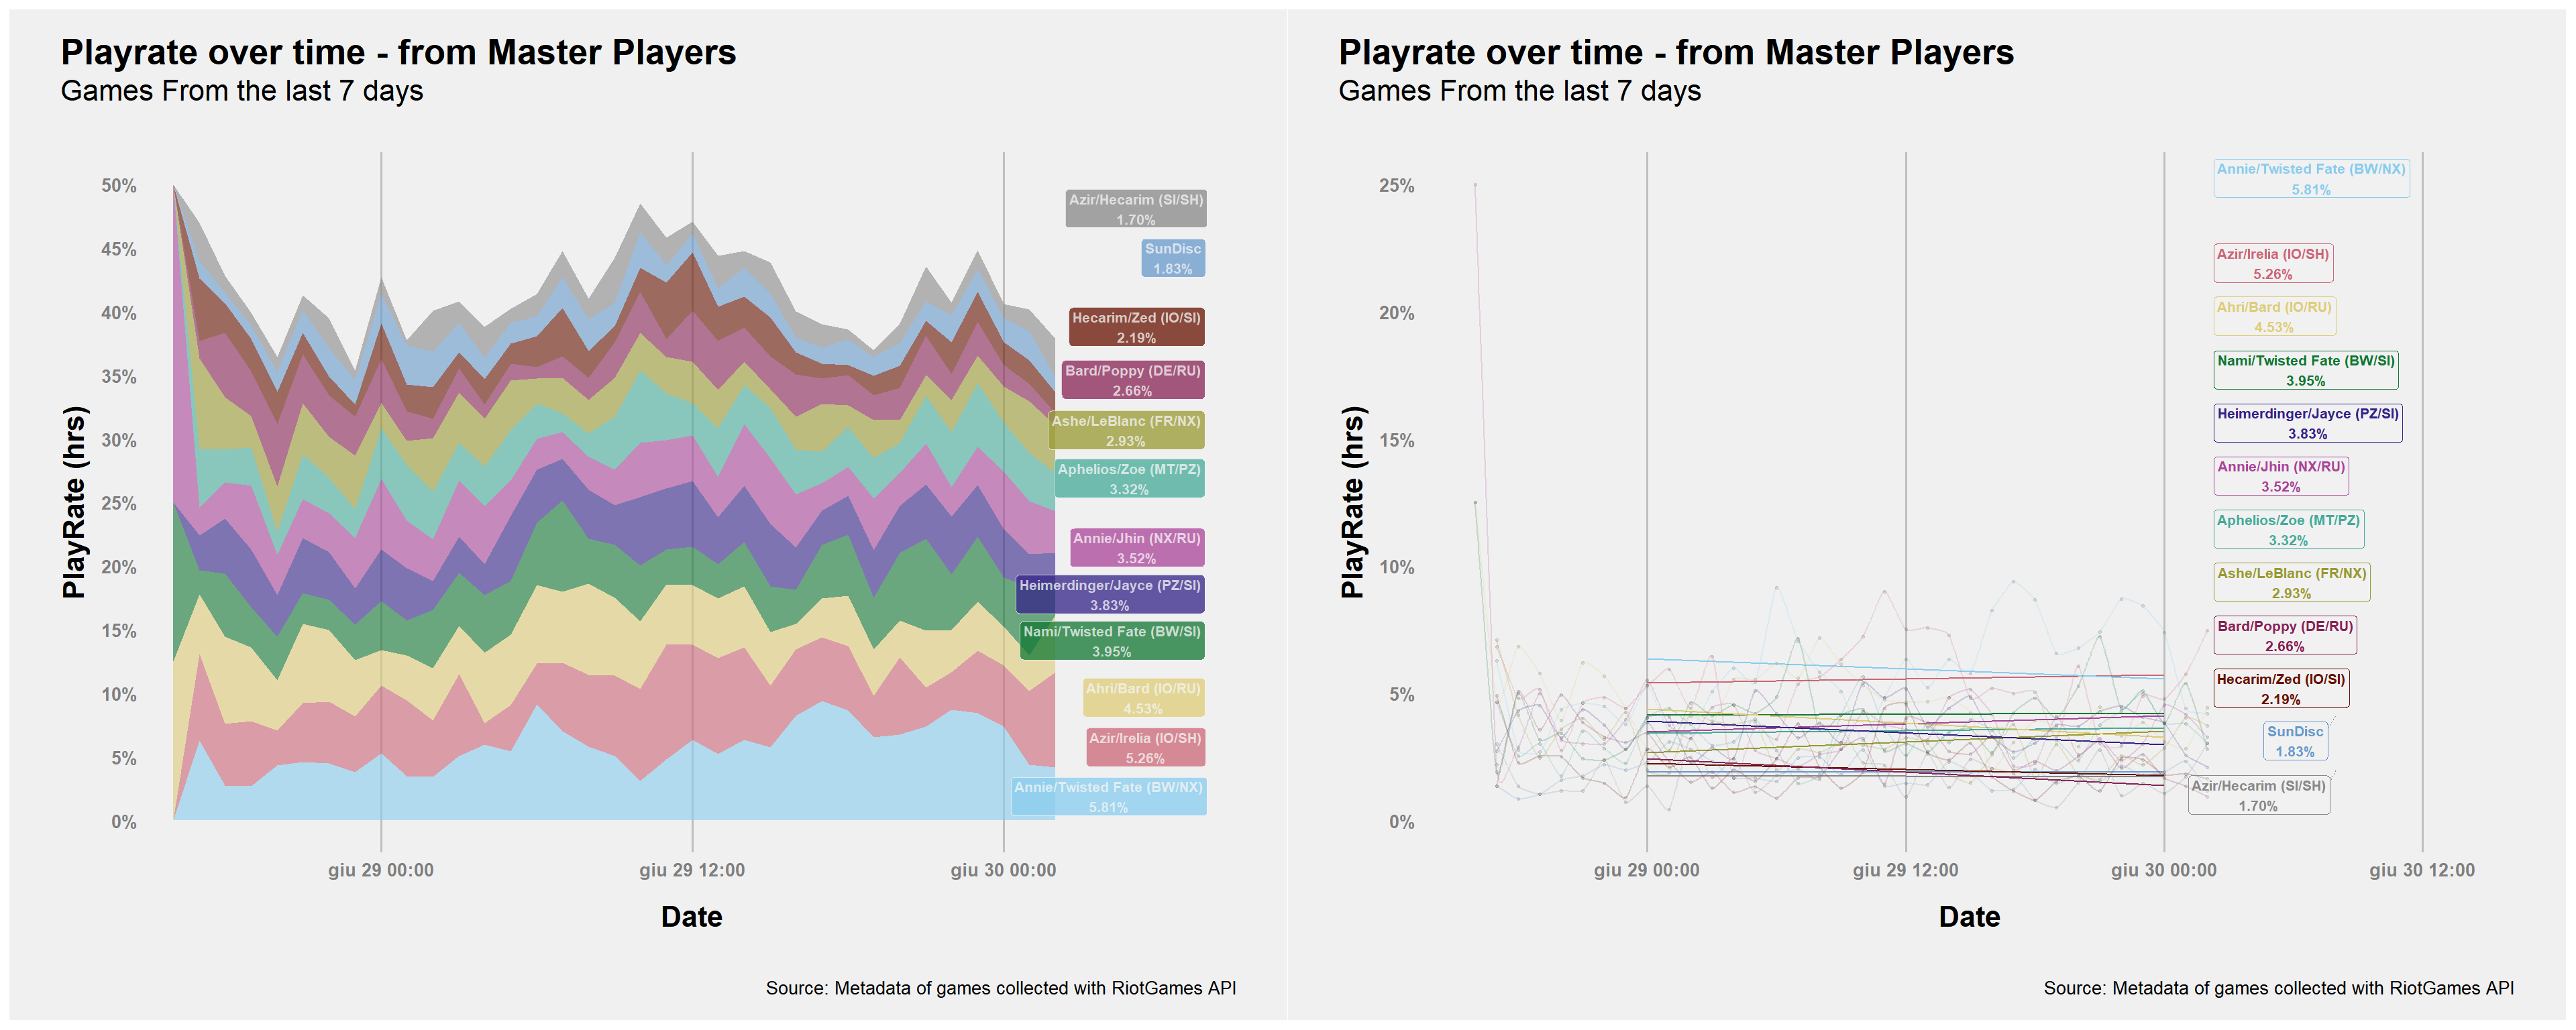 Playrate over time - from Master Players
Games From the last 7 days
PlayRate (hrs)
50%
45%
40%
35%
30%
25%
20%
15%
10%
5%
0%
Azir/Hecarim (SI/SH)
1.70%
SunDisc
1.83%
Hecarim/Zed (IO/SI)
2.19%
Bard/Poppy (DE/RU)
2.66%
Ashe/LeBlanc (FR/NX)
2.93%
Aphelios/Zoe (MT/PZ)
3.32%
Annie/Jhin (NX/RU)
3.52%
Heimerdinger/Jayce (PZ/SI)
3.83%
Nami/Twisted Fate (BW/SI)
3.95%
Ahri/Bard (IO/RU)
4.53%
Azir/Irelia (IO/SH)
5.26%
Annie/Twisted Fate (BW/NX)
5.81%
giu 29 00:00
giu 29 12:00
giu 30 00:00
Date
Source: Metadata of games collected with RiotGames API
Playrate over time - from Master Players
Games From the last 7 days
PlayRate (hrs)
25%
20%
15%
10%
5%
0%
Annie/Twisted Fate (BW/NX)
5.81%
Azir/Irelia (IO/SH)
5.26%
Ahri/Bard (IO/RU)
4.53%
Nami/Twisted Fate (BW/SI)
3.95%
Heimerdinger/Jayce (PZ/SI)
3.83%
Annie/Jhin (NX/RU)
3.52%
Aphelios/Zoe (MT/PZ)
3.32%
Ashe/LeBlanc (FR/NX)
2.93%
Bard/Poppy (DE/RU)
2.66%
Hecarim/Zed (IO/SI)
2.19%
SunDisc
1.83%
Azir/Hecarim (SI/SH)
1.70%
giu 29 00:00
giu 29 12:00
giu 30 00:00
giu 30 12:00
Date
Source: Metadata of games collected with RiotGames API